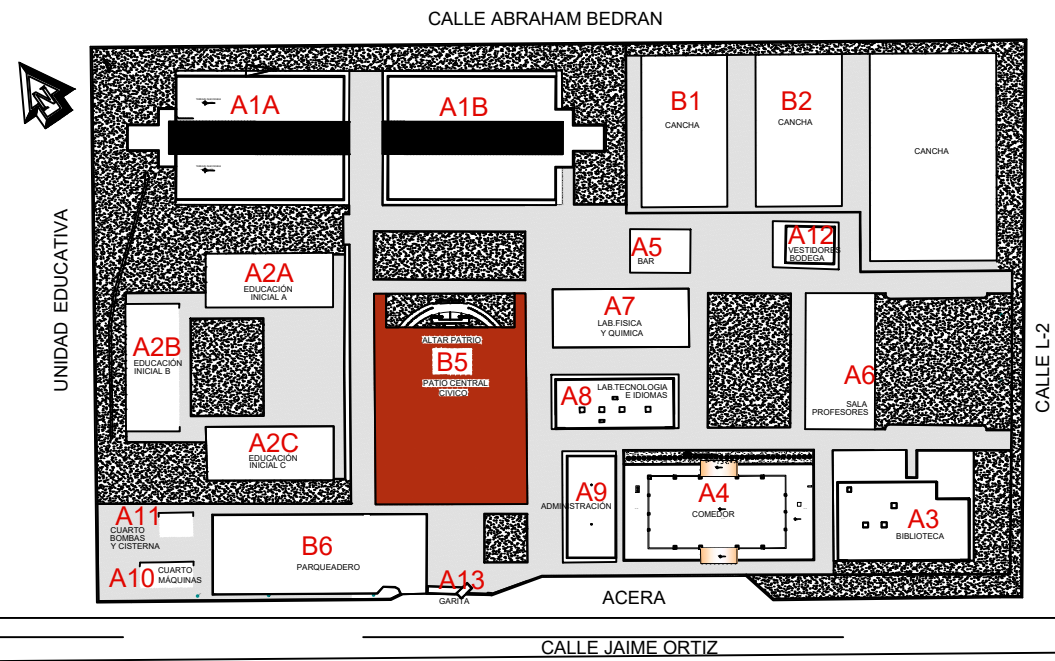 CALLE ABRAHAM BEDRAN
N
A1A
A1B
B1
CANCHA
B2
CANCHA
CANCHA
UNIDAD EDUCATIVA
A2A
EDUCACIÓN
INICIAL A
A5
BAR
A12
VESTIDORES
BODEGA
A2B
EDUCACIÓN
INICIAL B
ALTAR PATRIO
B5
PATIO CENTRAL
CIVICO
A7
LAB.FISICA
Y QUIMICA
A8
LAB.TECNOLOGIA
E IDIOMAS
A6
SALA
PROFESORES
CALLE L-2
A2C
EDUCACIÓN
INICIAL C
A9
ADMINISTRACIÓN
A4
COMEDOR
A3
BIBLIOTECA
A11
CUARTO
BOMBAS
Y CISTERNA
B6
PARQUEADERO
A10
CUARTO
MÁQUINAS
A13
GARITA
ACERA
CALLE JAIME ORTIZ